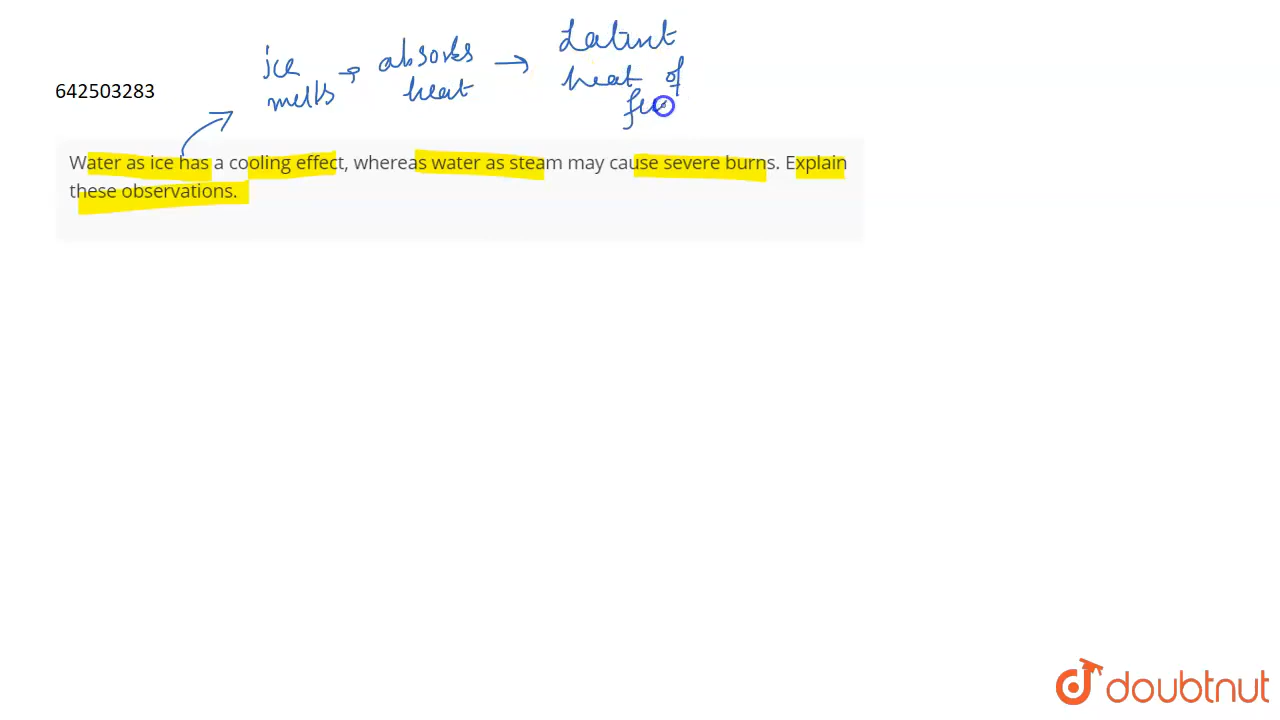 ice → absorbs → Latent
melts heat heat of
fus
642503283
Water as ice has a cooling effect, whereas water as steam may cause severe burns. Explain
these observations.
doubtnut